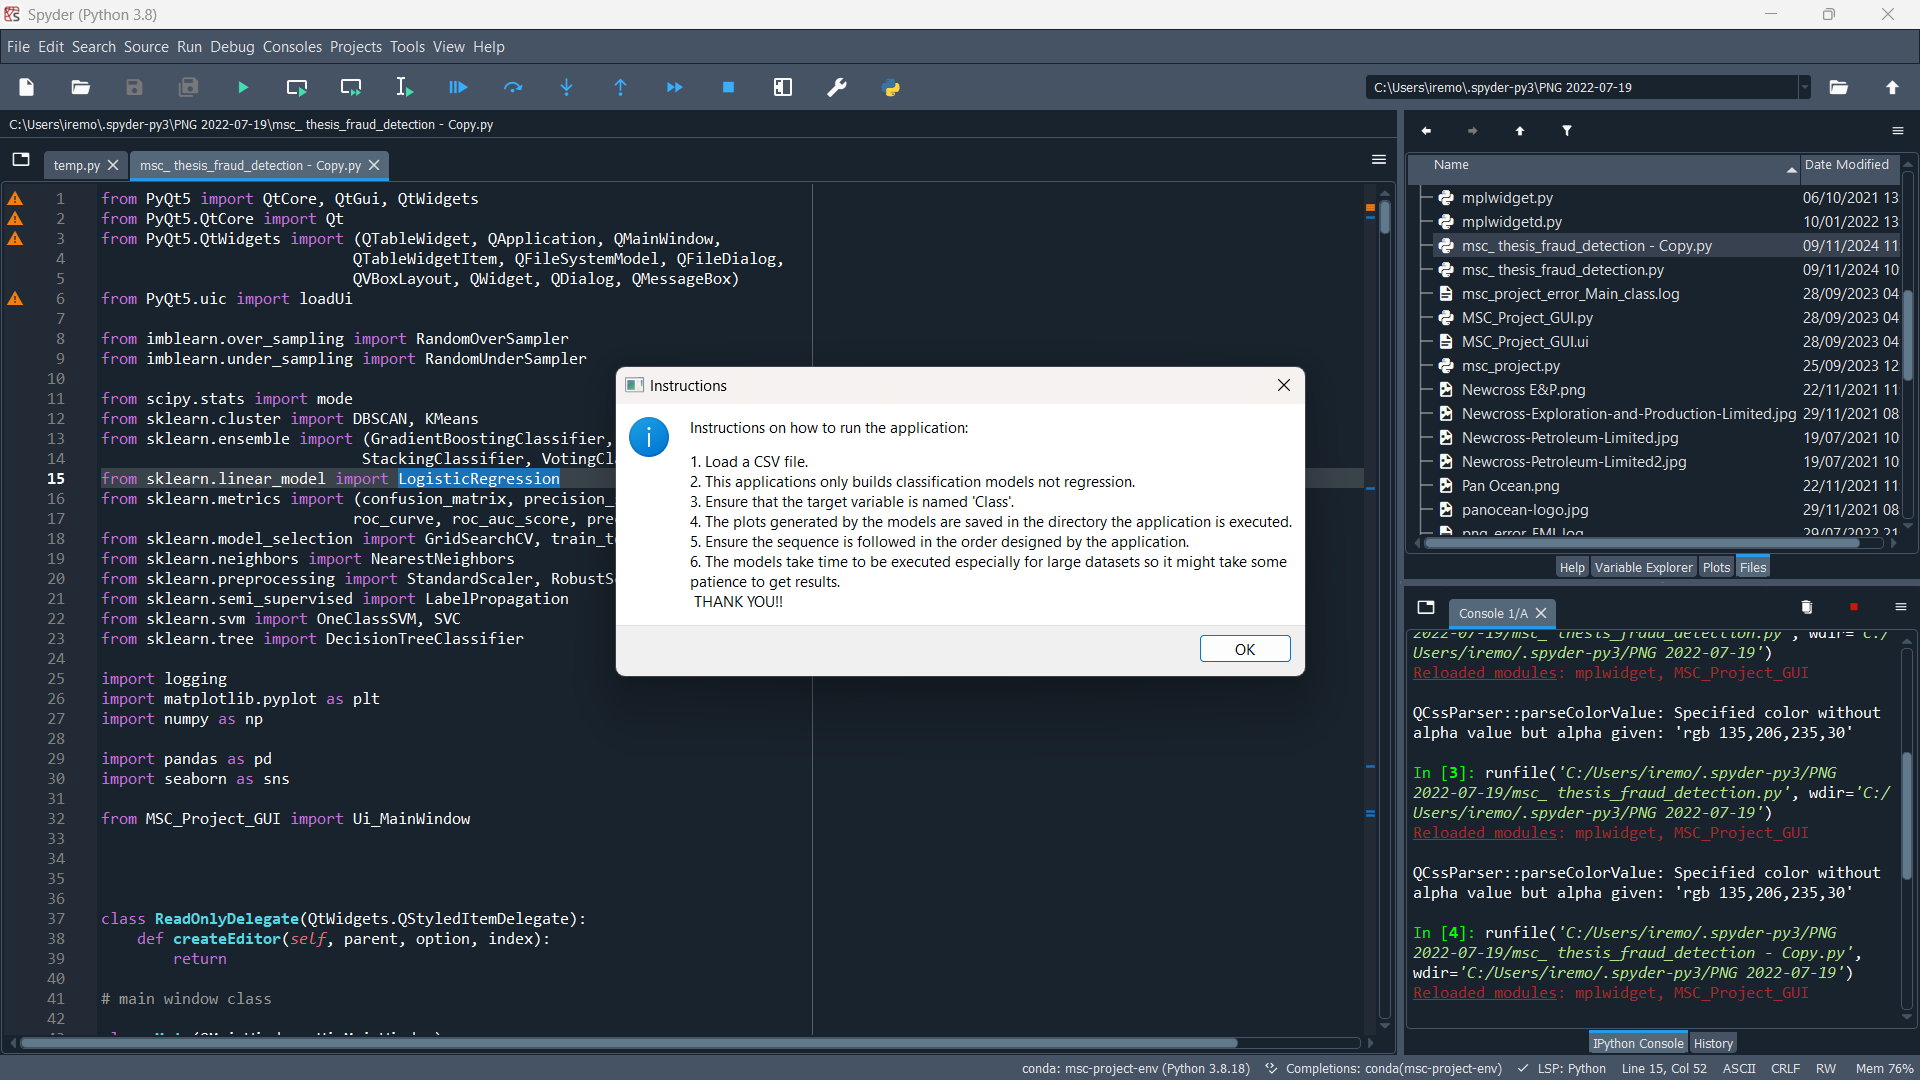 Spyder (Python 3.8)
File Edit Search Source Run Debug Consoles Projects Tools View Help
C:\Users\iremo\.spyder-py3\PNG 2022-07-19
C:\Users\iremo\.spyder-py3\PNG 2022-07-19\msc_ thesis_fraud_detection - Copy.py
temp.py
msc_ thesis_fraud_detection - Copy.py
1 from PyQt5 import QtCore, QtGui, QtWidgets
2 from PyQt5.QtCore import Qt
3 from PyQt5.QtWidgets import (QTableWidget, QApplication, QMainWindow,
4 QTableWidgetItem, QFileSystemModel, QFileDialog,
5 QVBoxLayout, QWidget, QDialog, QMessageBox)
6 from PyQt5.uic import loadUi
7
8 from imblearn.over_sampling import RandomOverSampler
9 from imblearn.under_sampling import RandomUnderSampler
10
11 from scipy.stats import mode
12 from sklearn.cluster import DBSCAN, KMeans
13 from sklearn.ensemble import (GradientBoostingClassifier,
14 StackingClassifier, VotingCl
15 from sklearn.linear_model import LogisticRegression
16 from sklearn.metrics import (confusion_matrix, precision_
17 roc_curve, roc_auc_score, pre
18 from sklearn.model_selection import GridSearchCV, train_t
19 from sklearn.neighbors import NearestNeighbors
20 from sklearn.preprocessing import StandardScaler, RobustS
21 from sklearn.semi_supervised import LabelPropagation
22 from sklearn.svm import OneClassSVM, SVC
23 from sklearn.tree import DecisionTreeClassifier
24
25 import logging
26 import matplotlib.pyplot as plt
27 import numpy as np
28
29 import pandas as pd
30 import seaborn as sns
31
32 from MSC_Project_GUI import Ui_MainWindow
33
34
35
36
37 class ReadOnlyDelegate(QtWidgets.QStyledItemDelegate):
38 def createEditor(self, parent, option, index):
39 return
40
41 # main window class
42
Instructions
Instructions on how to run the application:
1. Load a CSV file.
2. This applications only builds classification models not regression.
3. Ensure that the target variable is named 'Class'.
4. The plots generated by the models are saved in the directory the application is executed.
5. Ensure the sequence is followed in the order designed by the application.
6. The models take time to be executed especially for large datasets so it might take some
patience to get results.
THANK YOU!!
OK
Name Date Modified
mplwidget.py 06/10/2021 13
mplwidgetd.py 10/01/2022 13
msc_ thesis_fraud_detection - Copy.py 09/11/2024 11
msc_ thesis_fraud_detection.py 09/11/2024 10
msc_project_error_Main_class.log 28/09/2023 04
MSC_Project_GUI.py 28/09/2023 04
MSC_Project_GUI.ui 28/09/2023 04
msc_project.py 25/09/2023 12
Newcross E&P.png 22/11/2021 11
Newcross-Exploration-and-Production-Limited.jpg 29/11/2021 08
Newcross-Petroleum-Limited.jpg 19/07/2021 10
Newcross-Petroleum-Limited2.jpg 19/07/2021 10
Pan Ocean.png 22/11/2021 11
panocean-logo.jpg 29/11/2021 08
png_error_EMI.log 29/07/2022 21
Help Variable Explorer Plots Files
Console 1/A
2022-07-19/msc_ thesis_fraud_detection.py', wdir='C:/
Users/iremo/.spyder-py3/PNG 2022-07-19')
Reloaded modules: mplwidget, MSC_Project_GUI
QCssParser::parseColorValue: Specified color without
alpha value but alpha given: 'rgb 135,206,235,30'
In [3]: runfile('C:/Users/iremo/.spyder-py3/PNG
2022-07-19/msc_ thesis_fraud_detection.py', wdir='C:/
Users/iremo/.spyder-py3/PNG 2022-07-19')
Reloaded modules: mplwidget, MSC_Project_GUI
QCssParser::parseColorValue: Specified color without
alpha value but alpha given: 'rgb 135,206,235,30'
In [4]: runfile('C:/Users/iremo/.spyder-py3/PNG
2022-07-19/msc_ thesis_fraud_detection - Copy.py',
wdir='C:/Users/iremo/.spyder-py3/PNG 2022-07-19')
Reloaded modules: mplwidget, MSC_Project_GUI
IPython Console History
conda: msc-project-env (Python 3.8.18) Completions: conda(msc-project-env) LSP: Python Line 15, Col 52 ASCII CRLF RW Mem 76%